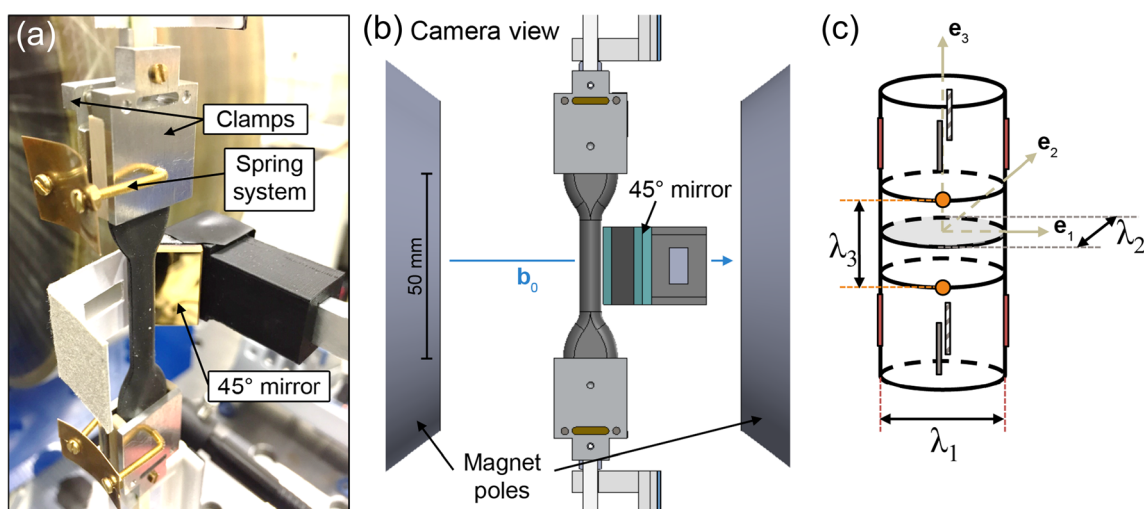 (a)
Clamps
Spring
system
45° mirror
(b) Camera view
45° mirror
50 mm
b₀
Magnet
poles
(c)
e₃
e₂
e₁
λ₃
λ₂
λ₁